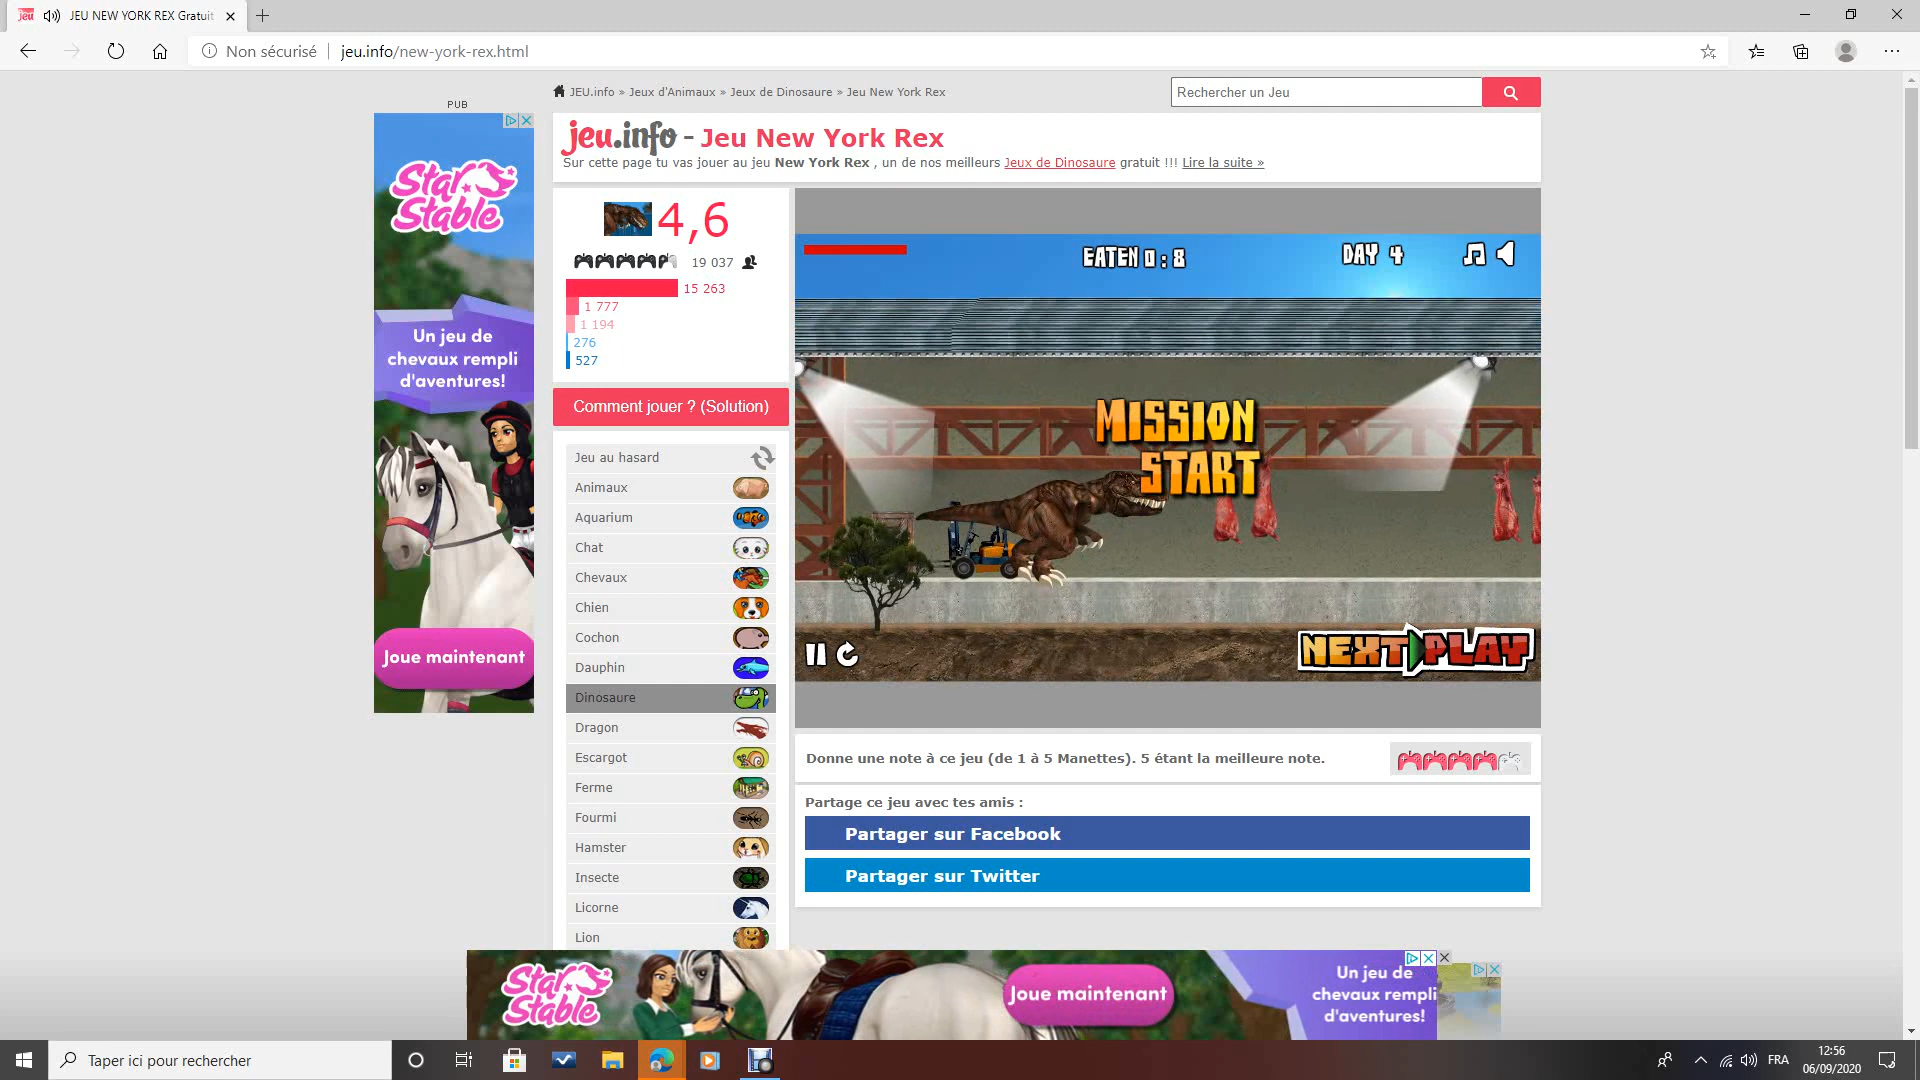 jeu JEU NEW YORK REX Gratuit
Non sécurisé jeu.info/new-york-rex.html
JEU.info » Jeux d'Animaux » Jeux de Dinosaure » Jeu New York Rex
Rechercher un Jeu
PUB
jeu.info - Jeu New York Rex
Sur cette page tu vas jouer au jeu New York Rex , un de nos meilleurs Jeux de Dinosaure gratuit !!! Lire la suite »
Star Stable
Un jeu de
chevaux rempli
d'aventures!
Joue maintenant
4,6
19 037
15 263
1 777
1 194
276
527
Comment jouer ? (Solution)
Jeu au hasard
Animaux
Aquarium
Chat
Chevaux
Chien
Cochon
Dauphin
Dinosaure
Dragon
Escargot
Ferme
Fourmi
Hamster
Insecte
Licorne
Lion
EATEN 0 : 8
DAY 4
MISSION
START
NEXT PLAY
Donne une note à ce jeu (de 1 à 5 Manettes). 5 étant la meilleure note.
Partage ce jeu avec tes amis :
Partager sur Facebook
Partager sur Twitter
Star Stable
Joue maintenant
Un jeu de
chevaux rempli
d'aventures!
Taper ici pour rechercher
FRA
12:56
06/09/2020